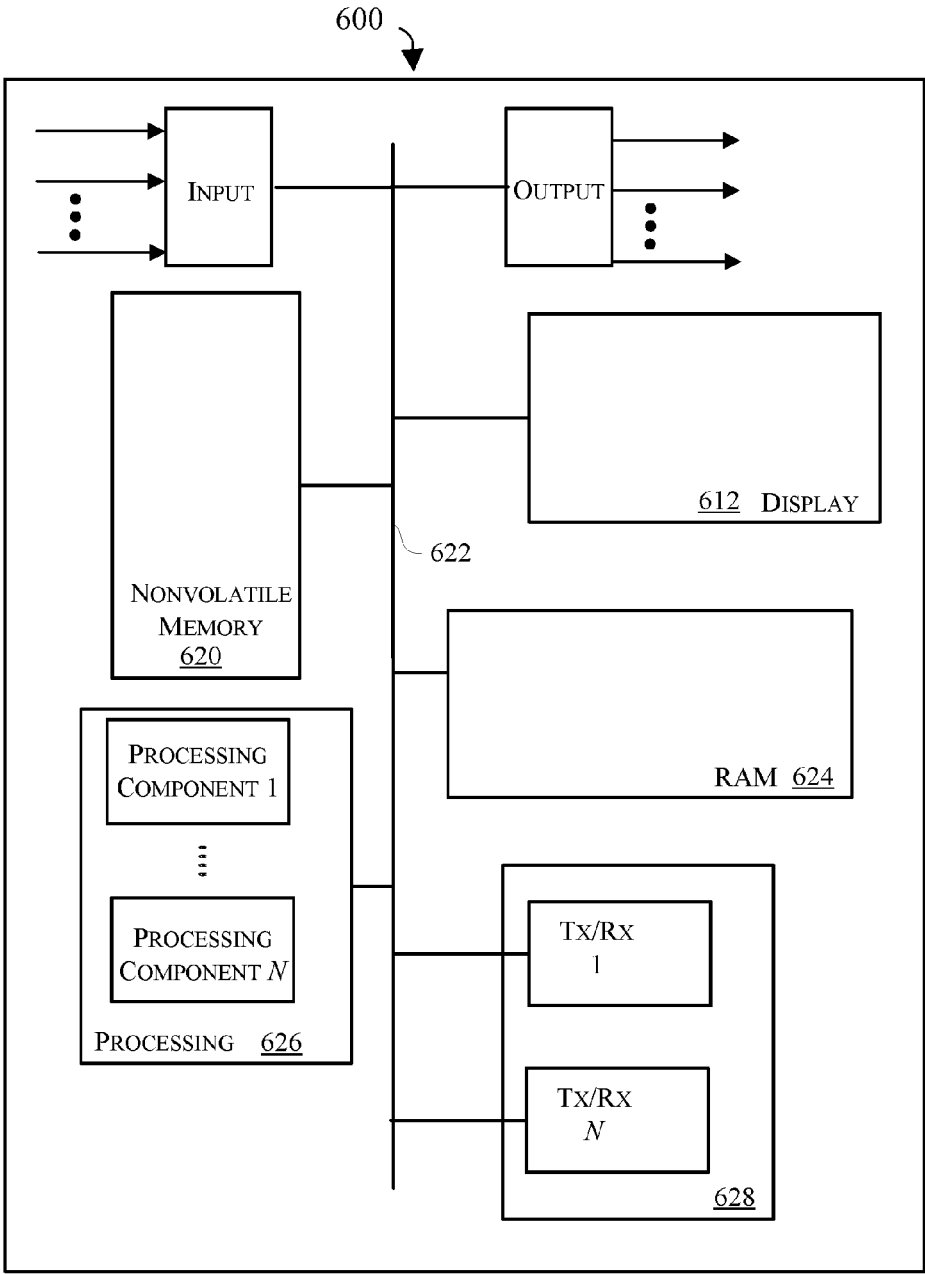 600
INPUT
OUTPUT
612 DISPLAY
622
NONVOLATILE
MEMORY
620
RAM 624
PROCESSING
COMPONENT 1
PROCESSING
COMPONENT N
PROCESSING 626
TX/RX
1
TX/RX
N
628